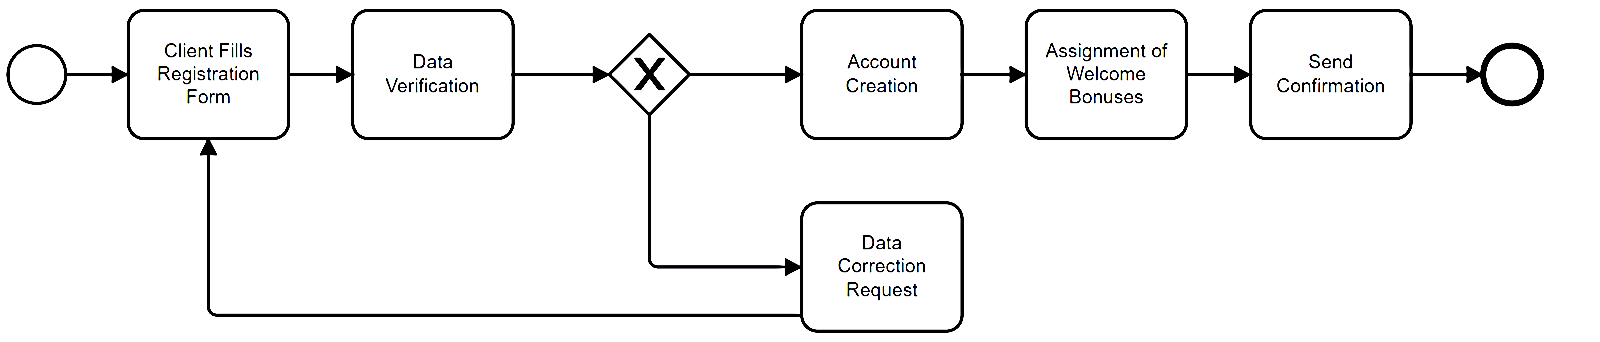 Client Fills
Registration
Form
Data
Verification
X
Account
Creation
Assignment of
Welcome
Bonuses
Send
Confirmation
Data
Correction
Request